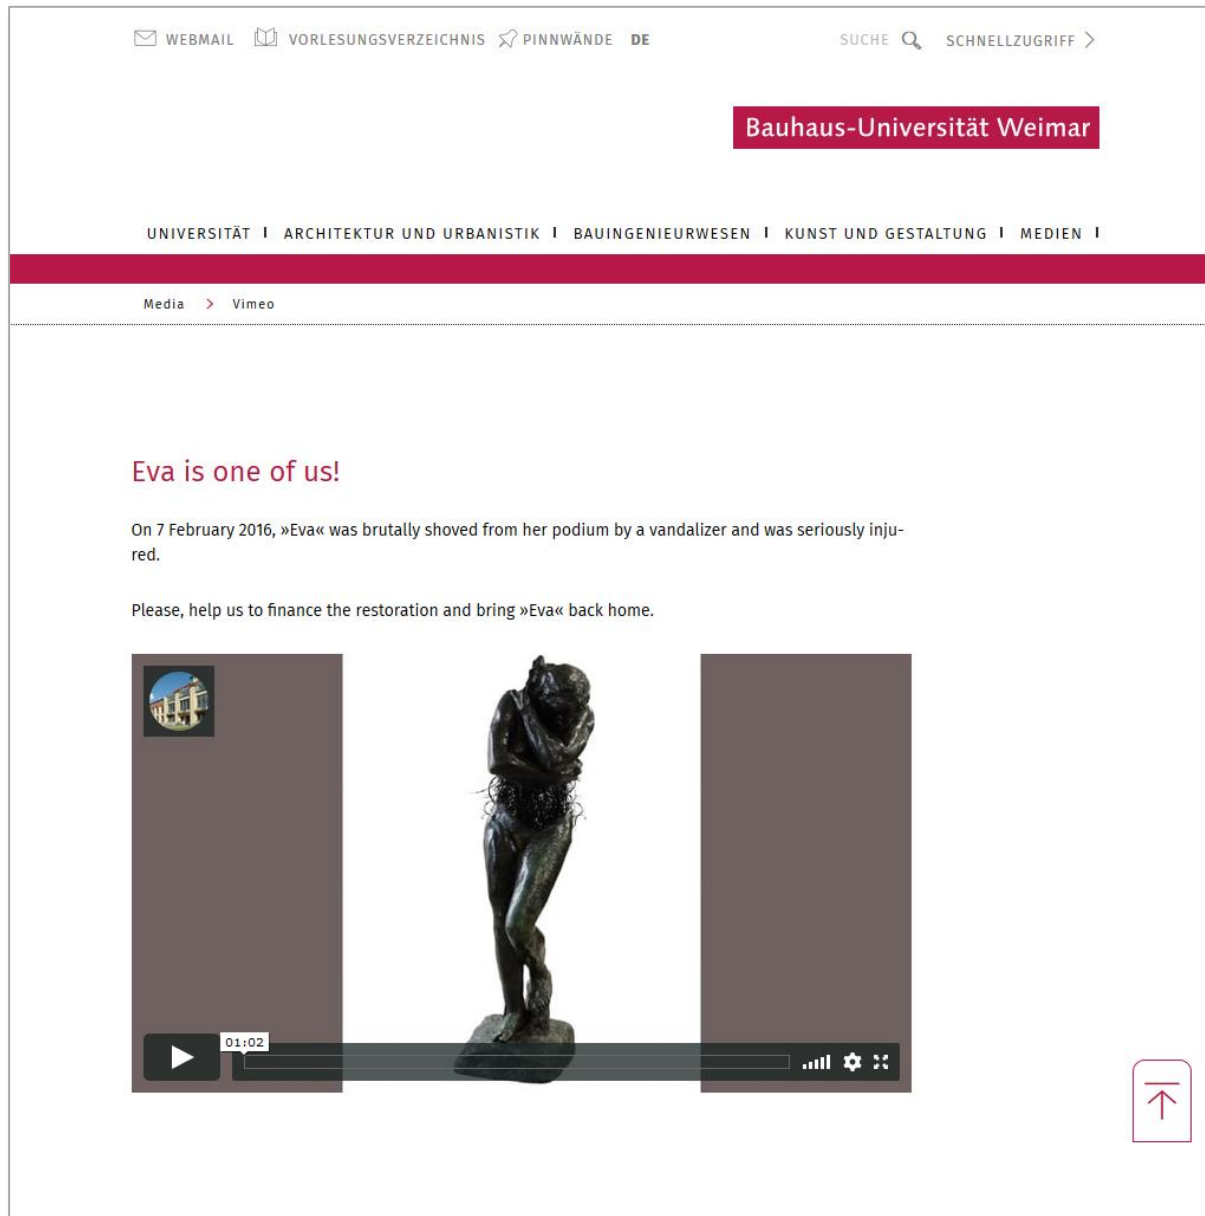 WEBMAIL VORLESUNGSVERZEICHNIS PINNWÄNDE DE SUCHE SCHNELLZUGRIFF
Bauhaus-Universität Weimar
UNIVERSITÄT I ARCHITEKTUR UND URBANISTIK I BAUINGENIEURWESEN I KUNST UND GESTALTUNG I MEDIEN I
Media > Vimeo
Eva is one of us!
On 7 February 2016, »Eva« was brutally shoved from her podium by a vandalizer and was seriously inju-
red.
Please, help us to finance the restoration and bring »Eva« back home.
01:02